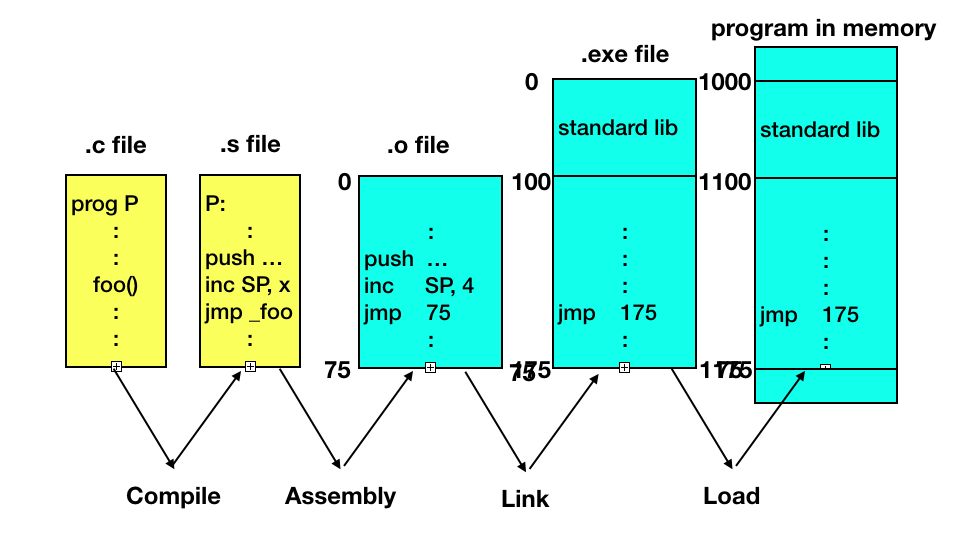 program in memory
.exe file
0
1000
standard lib
standard lib
.c file
.s file
.o file
0
100
1100
prog P
:
:
foo()
:
:
P:
:
push ...
inc SP, x
jmp _foo
:
:
push ...
inc SP, 4
jmp 75
:
:
:
:
jmp 175
:
:
:
:
jmp 175
:
75
175
75
Compile
Assembly
Link
Load